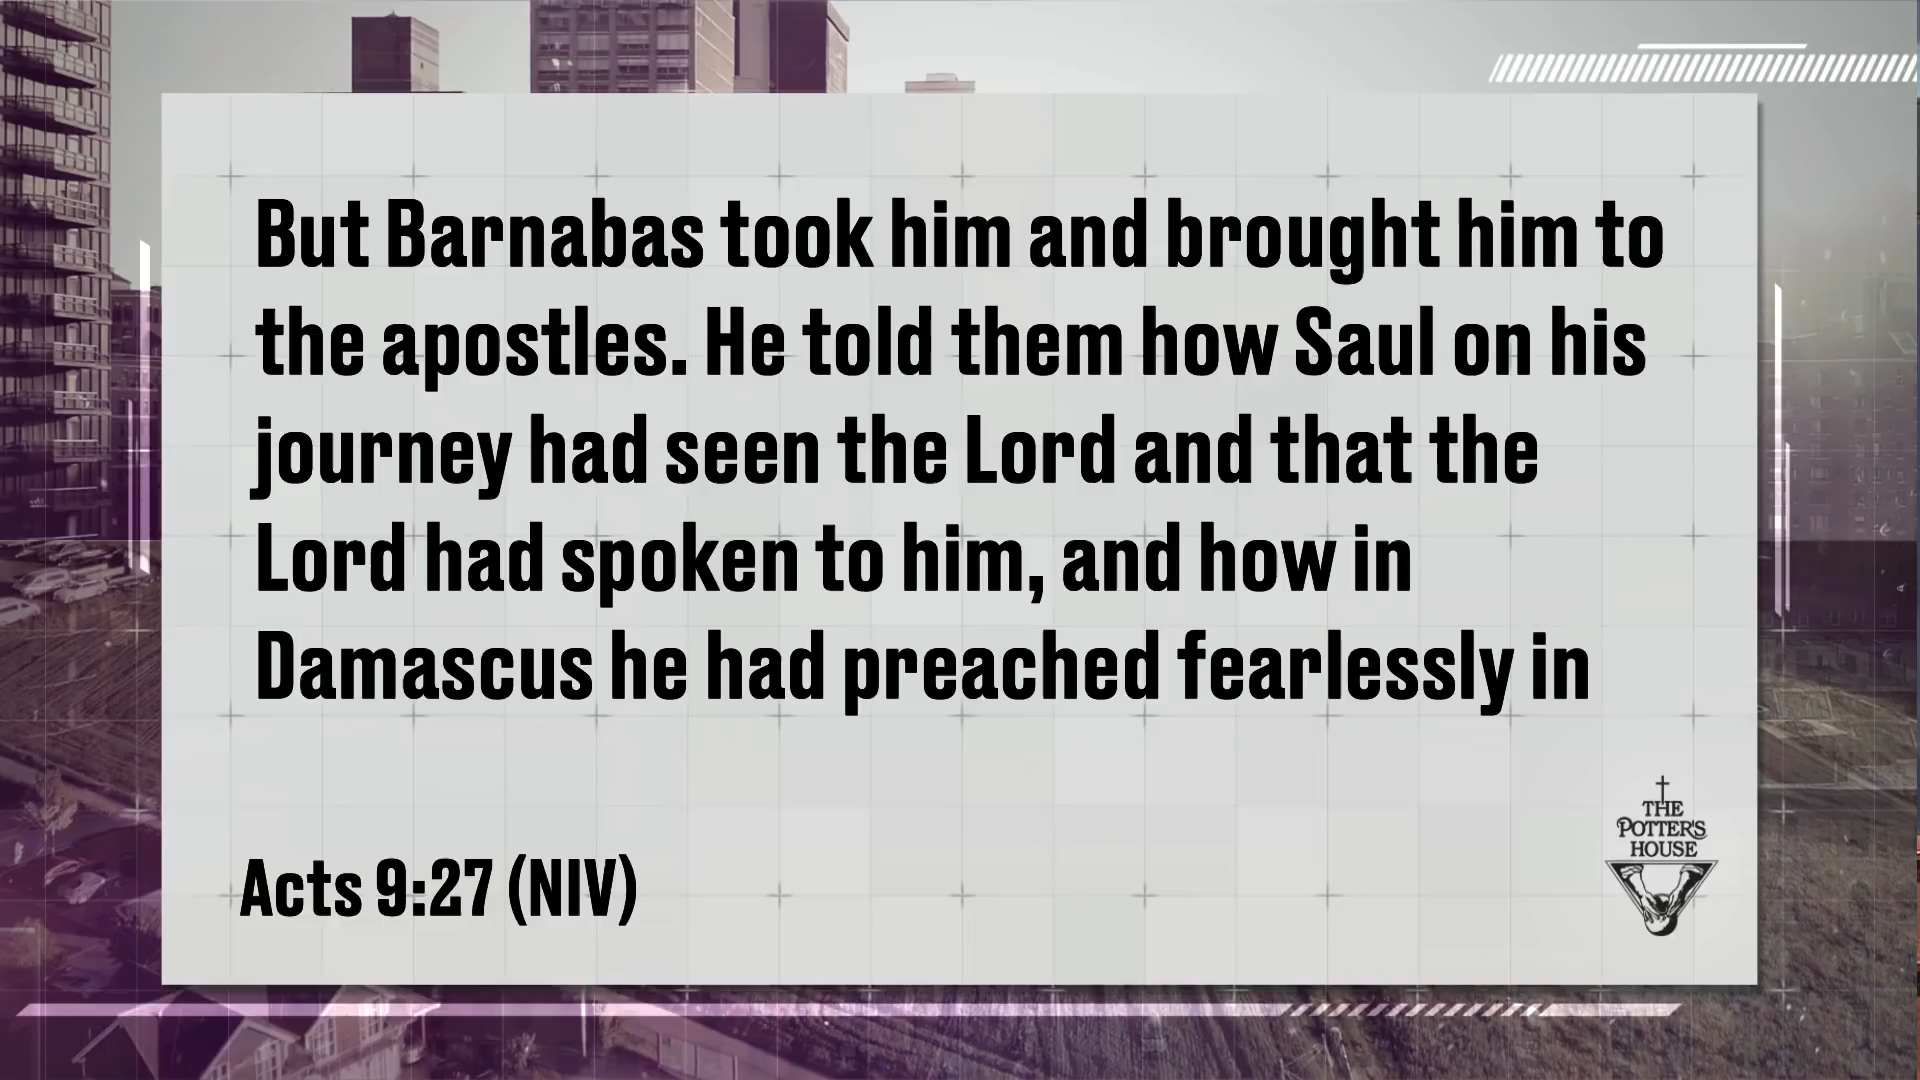 But Barnabas took him and brought him to
the apostles. He told them how Saul on his
journey had seen the Lord and that the
Lord had spoken to him, and how in
Damascus he had preached fearlessly in
Acts 9:27 (NIV)
THE
POTTER'S
HOUSE